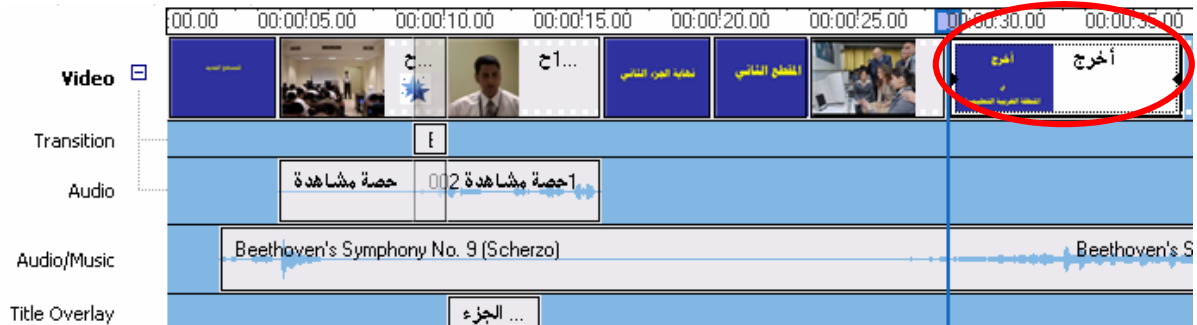 00:00 00:00:05.00 00:00:10.00 00:00:15.00 00:00:20.00 00:00:25.00 00:00:30.00 00:00:35.00
Video
ح...
1ح...
نهاية الجزء الثاني
المقطع الثاني
أخرج
أخرج
Transition
Audio
حصة مشاهدة
002
1حصة مشاهدة
Audio/Music
Beethoven's Symphony No. 9 (Scherzo)
Beethoven's S
Title Overlay
الجزء ...